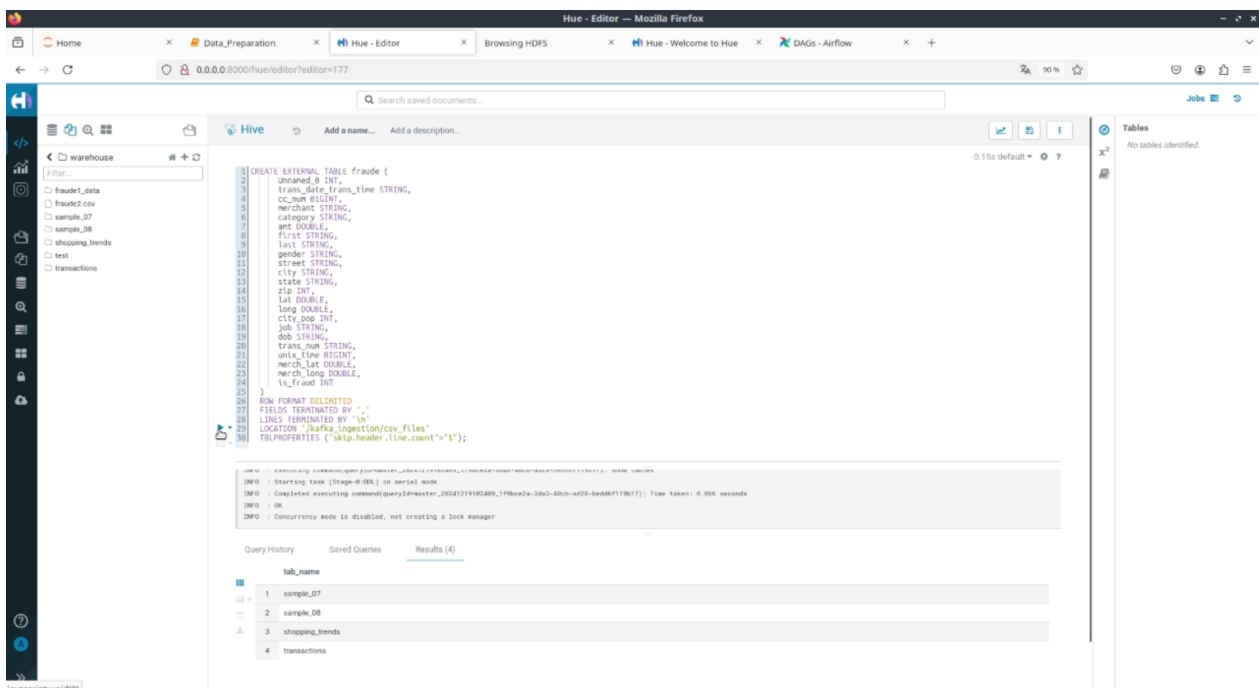 Hue - Editor — Mozilla Firefox
Home
Data_Preparation
Hue - Editor
Browsing HDFS
Hue - Welcome to Hue
DAGs - Airflow
0.0.0.0:8000/hue/editor?editor=177
90 %
Search saved documents...
Jobs
warehouse
Filter...
fraude1_data
fraude2.csv
sample_07
sample_08
shopping_trends
test
transactions
Hive
Add a name...
Add a description...
0.15s default
?
1 CREATE EXTERNAL TABLE fraude (
2 Unnamed_0 INT,
3 trans_date_trans_time STRING,
4 cc_num BIGINT,
5 merchant STRING,
6 category STRING,
7 amt DOUBLE,
8 first STRING,
9 last STRING,
10 gender STRING,
11 street STRING,
12 city STRING,
13 state STRING,
14 zip INT,
15 lat DOUBLE,
16 long DOUBLE,
17 city_pop INT,
18 job STRING,
19 dob STRING,
20 trans_num STRING,
21 unix_time BIGINT,
22 merch_lat DOUBLE,
23 merch_long DOUBLE,
24 is_fraud INT
25 )
26 ROW FORMAT DELIMITED
27 FIELDS TERMINATED BY ','
28 LINES TERMINATED BY '\n'
29 LOCATION '/kafka_ingestion/csv_files'
30 TBLPROPERTIES ("skip.header.line.count"="1");
INFO : Starting task [Stage-0:DDL] in serial mode
INFO : Completed executing command(queryId=master_20241219102409_1f9bce2a-3da3-40c6-ad20-bedd6f119b17); Time taken: 0.066 seconds
INFO : OK
INFO : Concurrency mode is disabled, not creating a lock manager
Query History
Saved Queries
Results (4)
tab_name
1 sample_07
2 sample_08
3 shopping_trends
4 transactions
Tables
No tables identified.